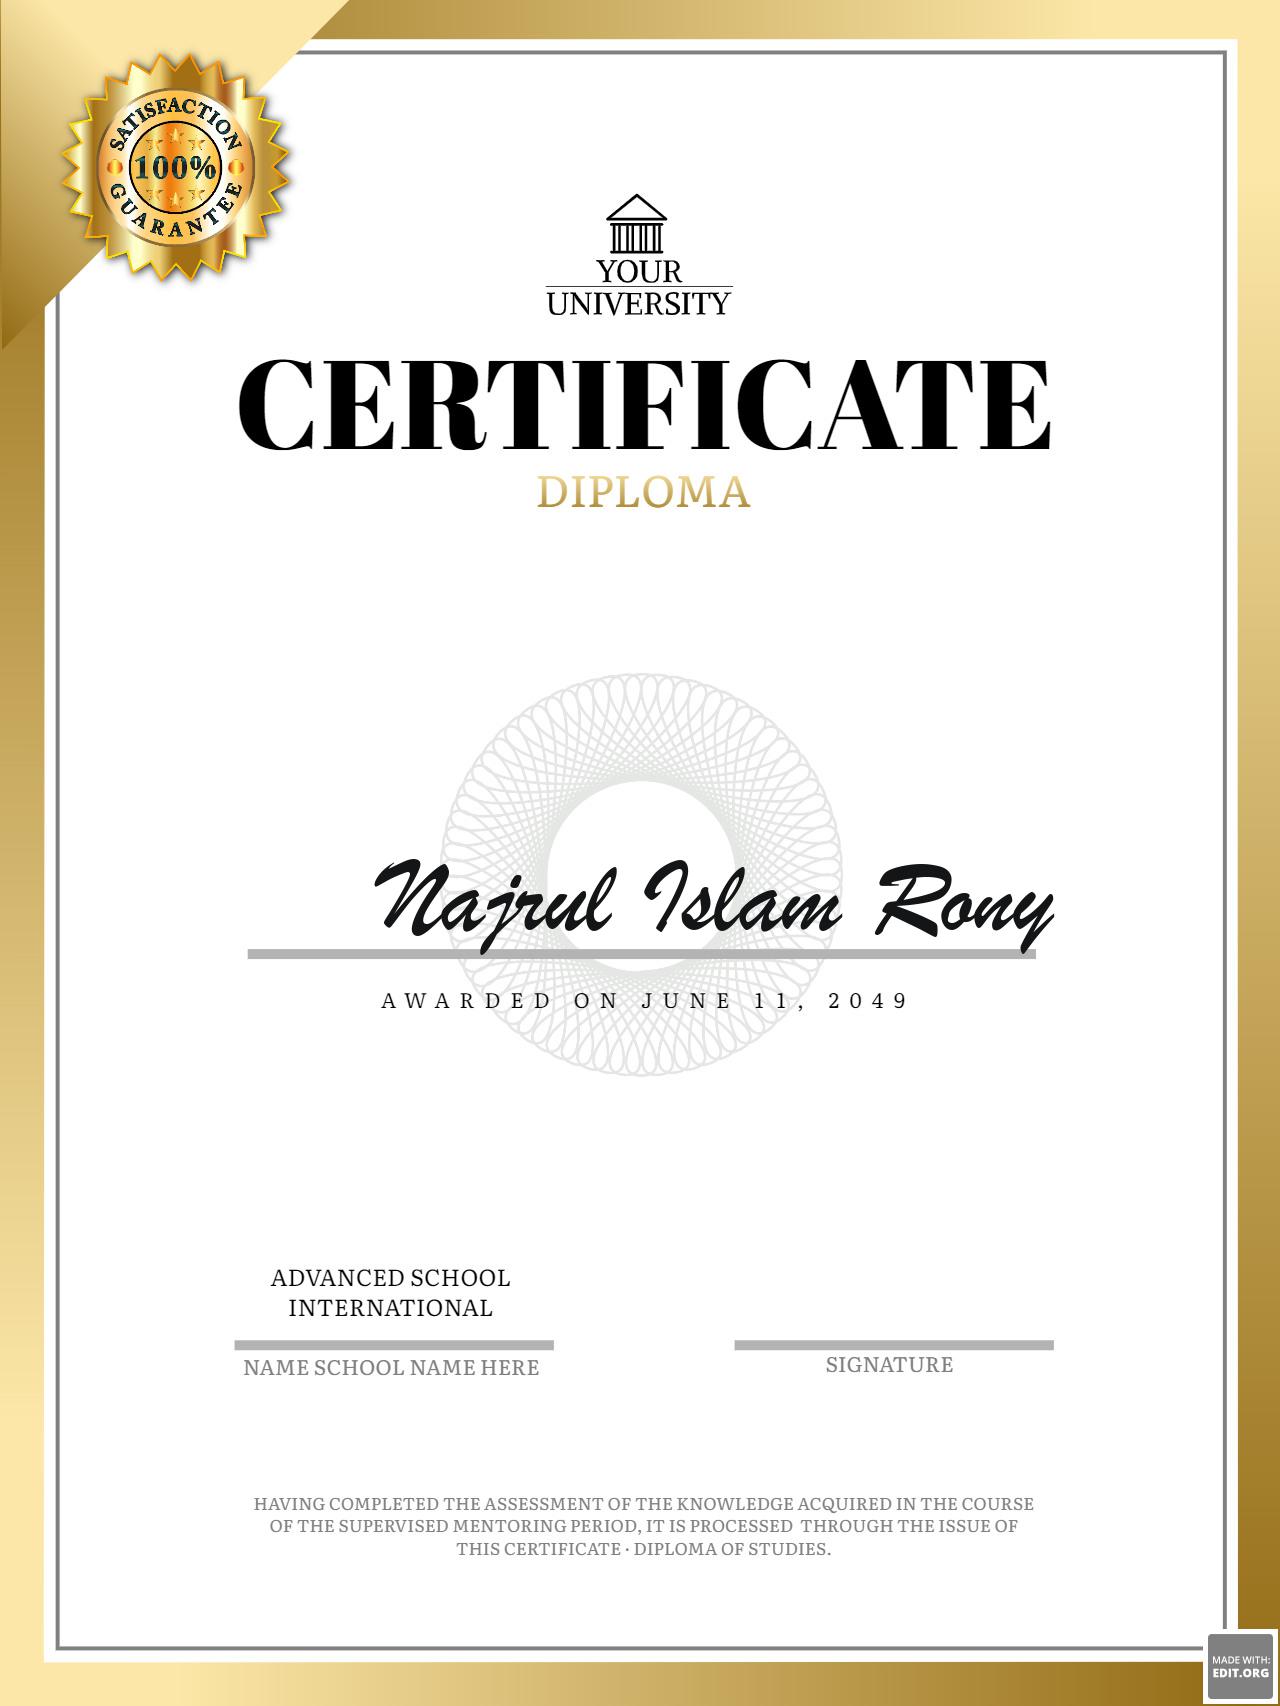 SATISFACTION
100%
GUARANTEE
YOUR
UNIVERSITY
CERTIFICATE
DIPLOMA
Najrul Islam Rony
AWARDED ON JUNE 11, 2049
ADVANCED SCHOOL
INTERNATIONAL
NAME SCHOOL NAME HERE
SIGNATURE
HAVING COMPLETED THE ASSESSMENT OF THE KNOWLEDGE ACQUIRED IN THE COURSE
OF THE SUPERVISED MENTORING PERIOD, IT IS PROCESSED THROUGH THE ISSUE OF
THIS CERTIFICATE · DIPLOMA OF STUDIES.
MADE WITH:
EDIT.ORG